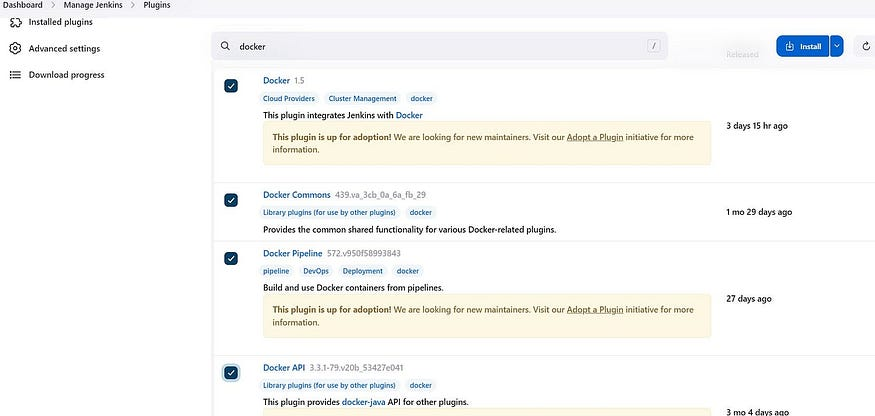 Dashboard > Manage Jenkins > Plugins
Installed plugins
Advanced settings
Download progress
docker /
Install
Released
Docker 1.5
Cloud Providers Cluster Management docker
This plugin integrates Jenkins with Docker
This plugin is up for adoption! We are looking for new maintainers. Visit our Adopt a Plugin initiative for more
information.
3 days 15 hr ago
Docker Commons 439.va_3cb_0a_6a_fb_29
Library plugins (for use by other plugins) docker
Provides the common shared functionality for various Docker-related plugins.
1 mo 29 days ago
Docker Pipeline 572.v950f58993843
pipeline DevOps Deployment docker
Build and use Docker containers from pipelines.
This plugin is up for adoption! We are looking for new maintainers. Visit our Adopt a Plugin initiative for more
information.
27 days ago
Docker API 3.3.1-79.v20b_53427e041
Library plugins (for use by other plugins) docker
This plugin provides docker-java API for other plugins.
3 mo 4 days ago